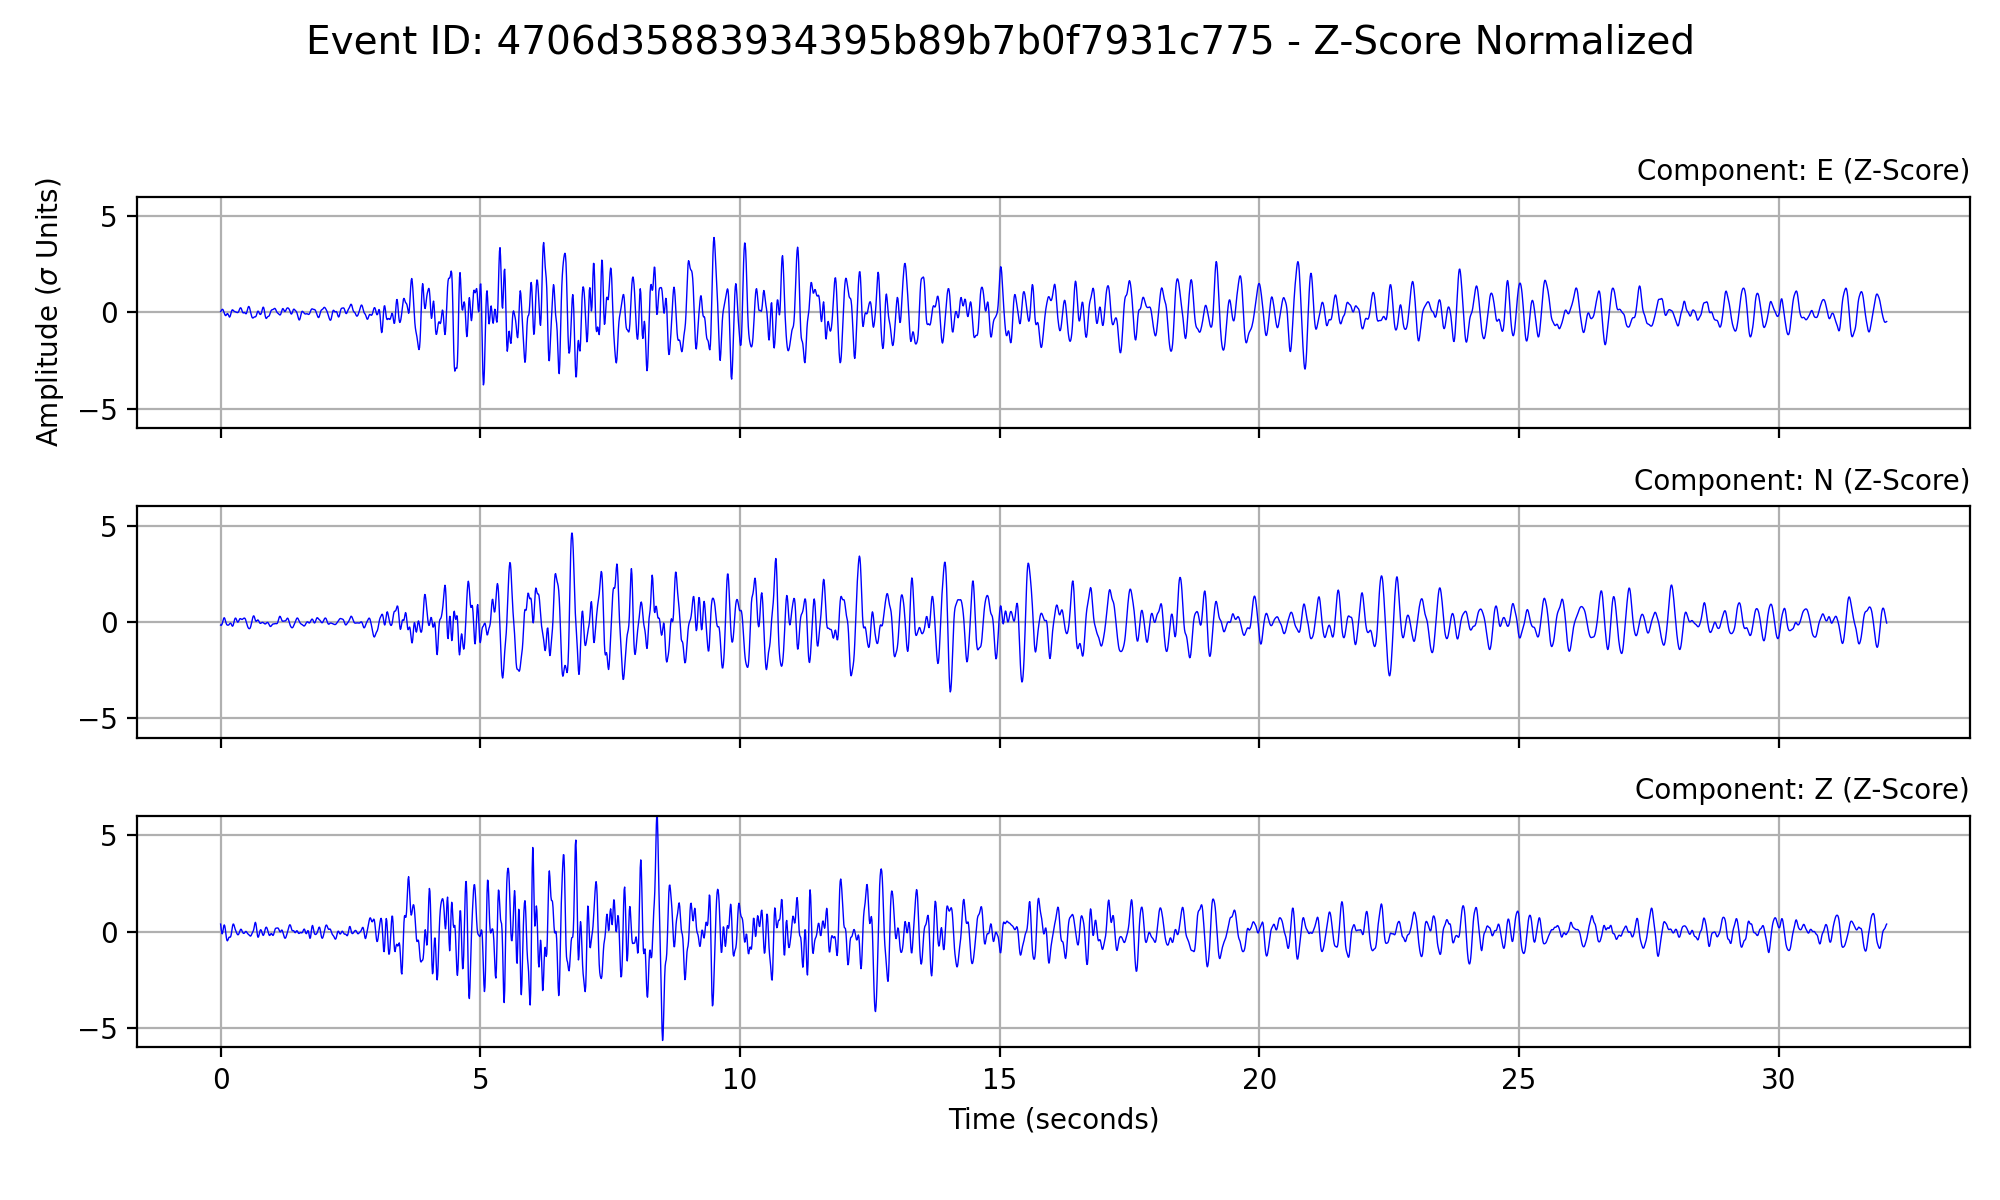 Event ID: 4706d35883934395b89b7b0f7931c775 - Z-Score Normalized
Component: E (Z-Score)
Amplitude (σ Units)
5
0
−5
Component: N (Z-Score)
5
0
−5
Component: Z (Z-Score)
5
0
−5
0 5 10 15 20 25 30
Time (seconds)